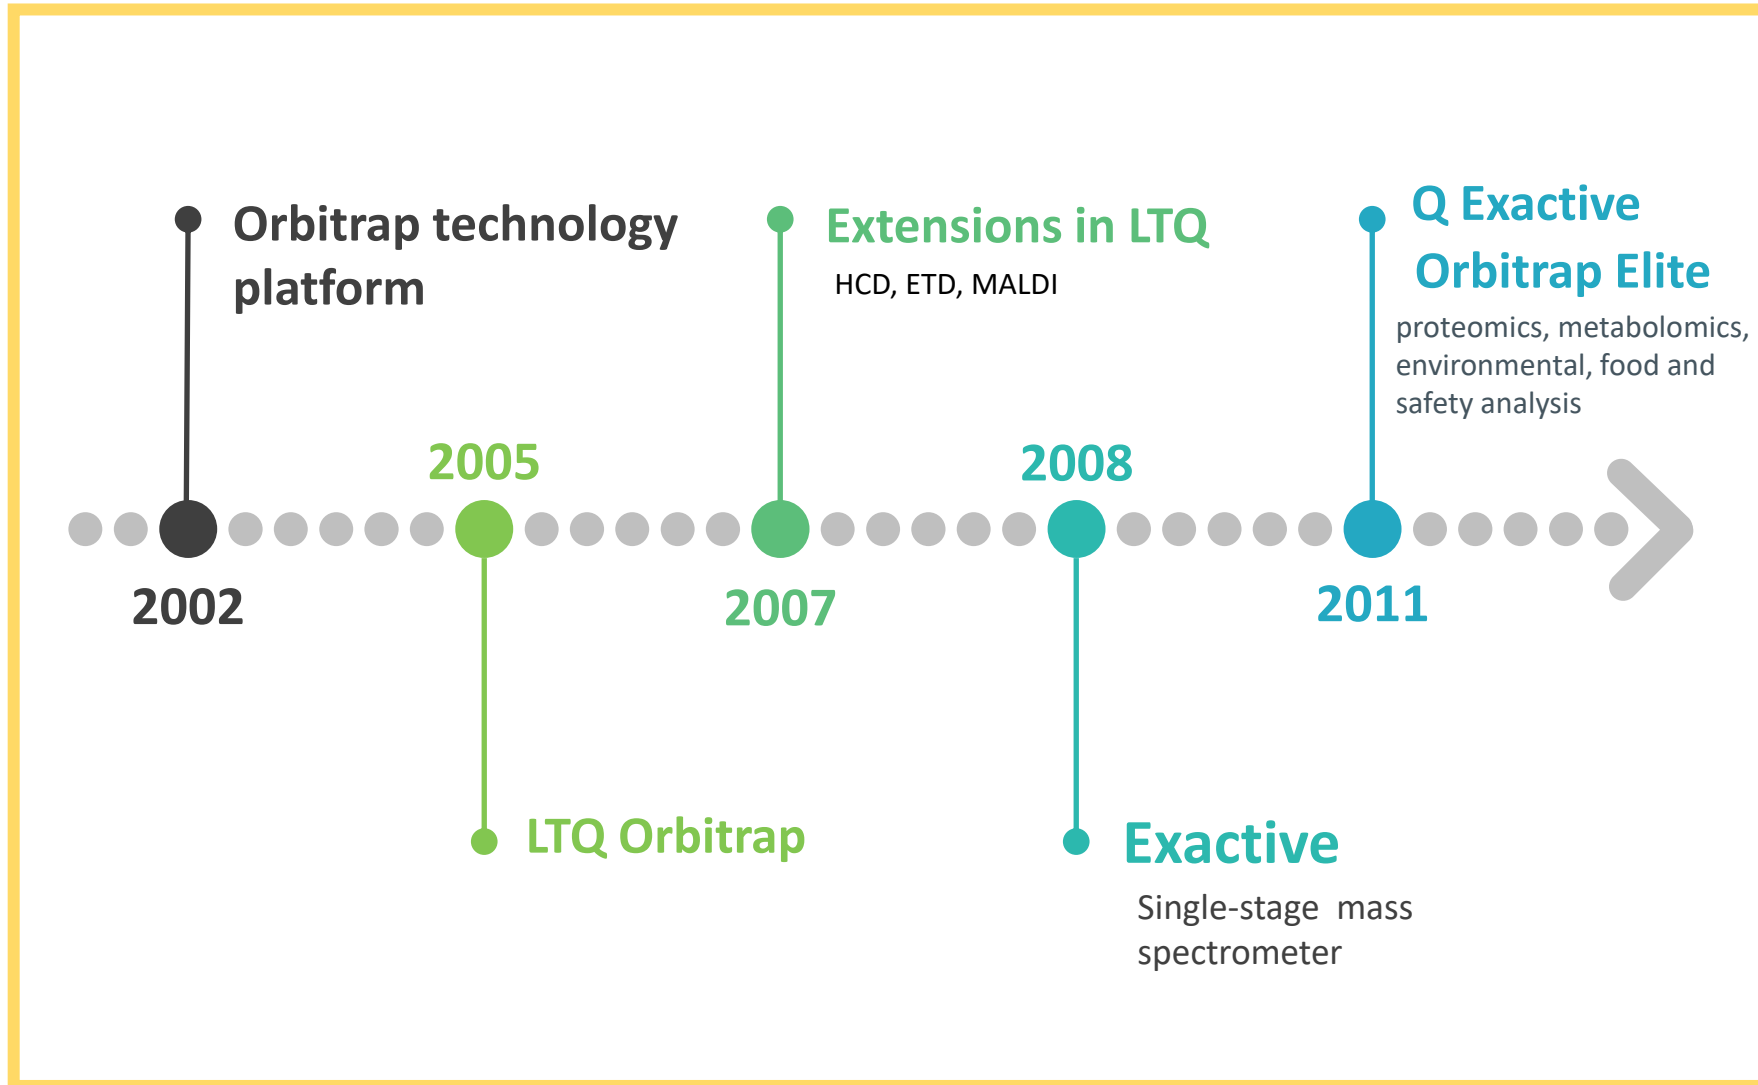 Orbitrap technology
platform
2002
2005
LTQ Orbitrap
Extensions in LTQ
HCD, ETD, MALDI
2007
2008
Exactive
Single-stage mass
spectrometer
Q Exactive
Orbitrap Elite
proteomics, metabolomics,
environmental, food and
safety analysis
2011